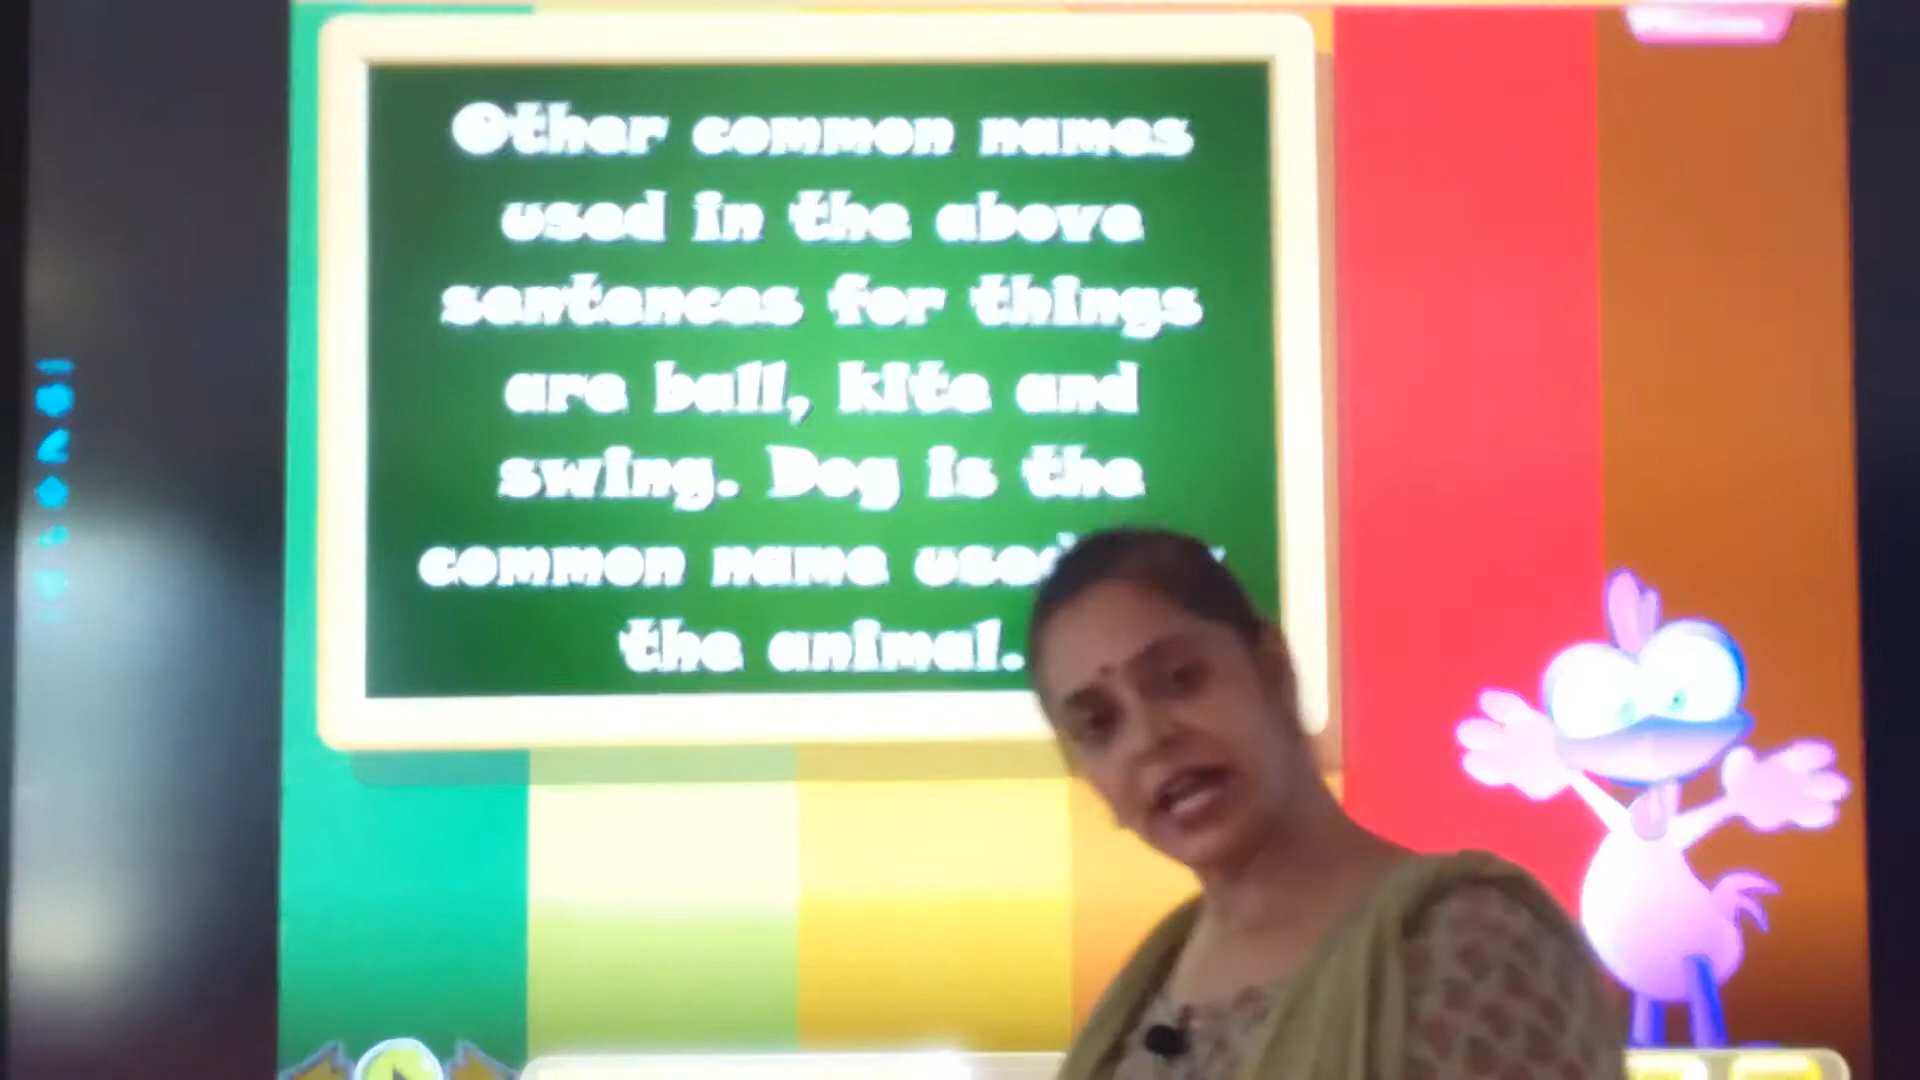 Other common names
used in the above
sentences for things
are ball, kite and
swing. Dog is the
common name used
the animal.